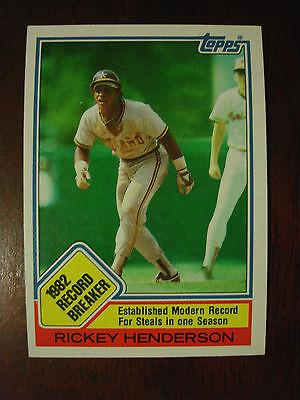 Topps
1982
RECORD
BREAKER
Established Modern Record
For Steals in one Season
RICKEY HENDERSON